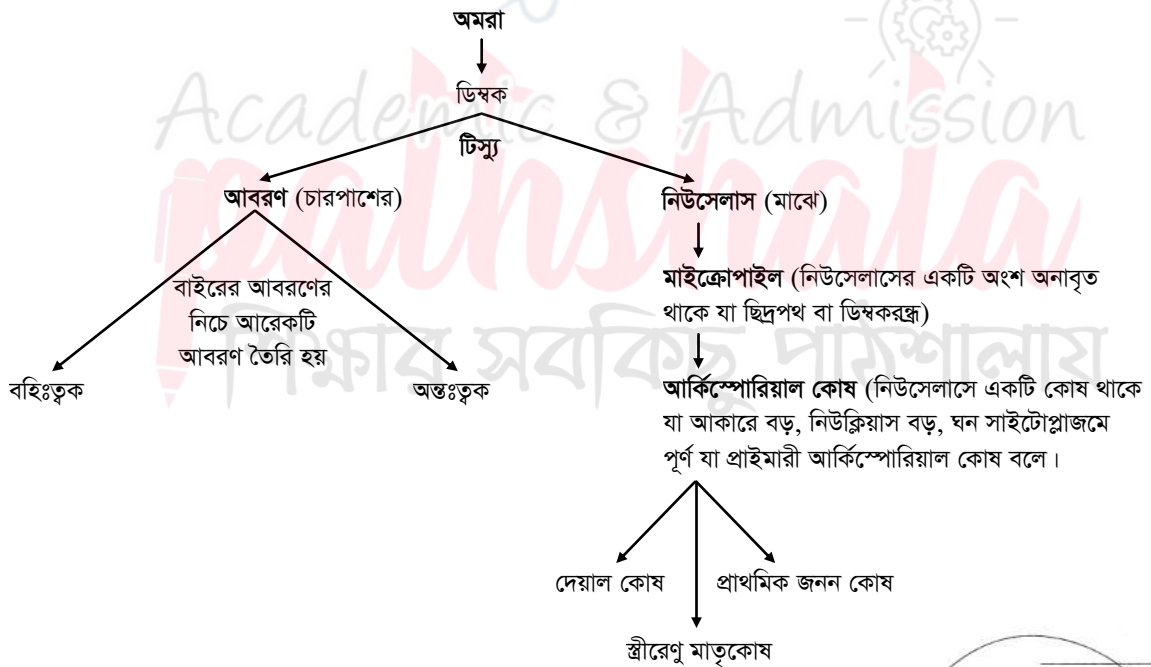 অমরা
ডিম্বক
টিস্যু
আবরণ (চারপাশের)
নিউসেলাস (মাঝে)
বাইরের আবরণের
নিচে আরেকটি
আবরণ তৈরি হয়
মাইক্রোপাইল (নিউসেলাসের একটি অংশ অনাবৃত
থাকে যা ছিদ্রপথ বা ডিম্বকরন্ধ্র)
বহিঃত্বক
অন্তঃত্বক
আর্কিস্পোরিয়াল কোষ (নিউসেলাসে একটি কোষ থাকে
যা আকারে বড়, নিউক্লিয়াস বড়, ঘন সাইটোপ্লাজমে
পূর্ণ যা প্রাইমারী আর্কিস্পোরিয়াল কোষ বলে।
দেয়াল কোষ
প্রাথমিক জনন কোষ
স্ত্রীরেণু মাতৃকোষ
Academic & Admission
pathshala
শিক্ষার সবকিছু পাঠশালায়